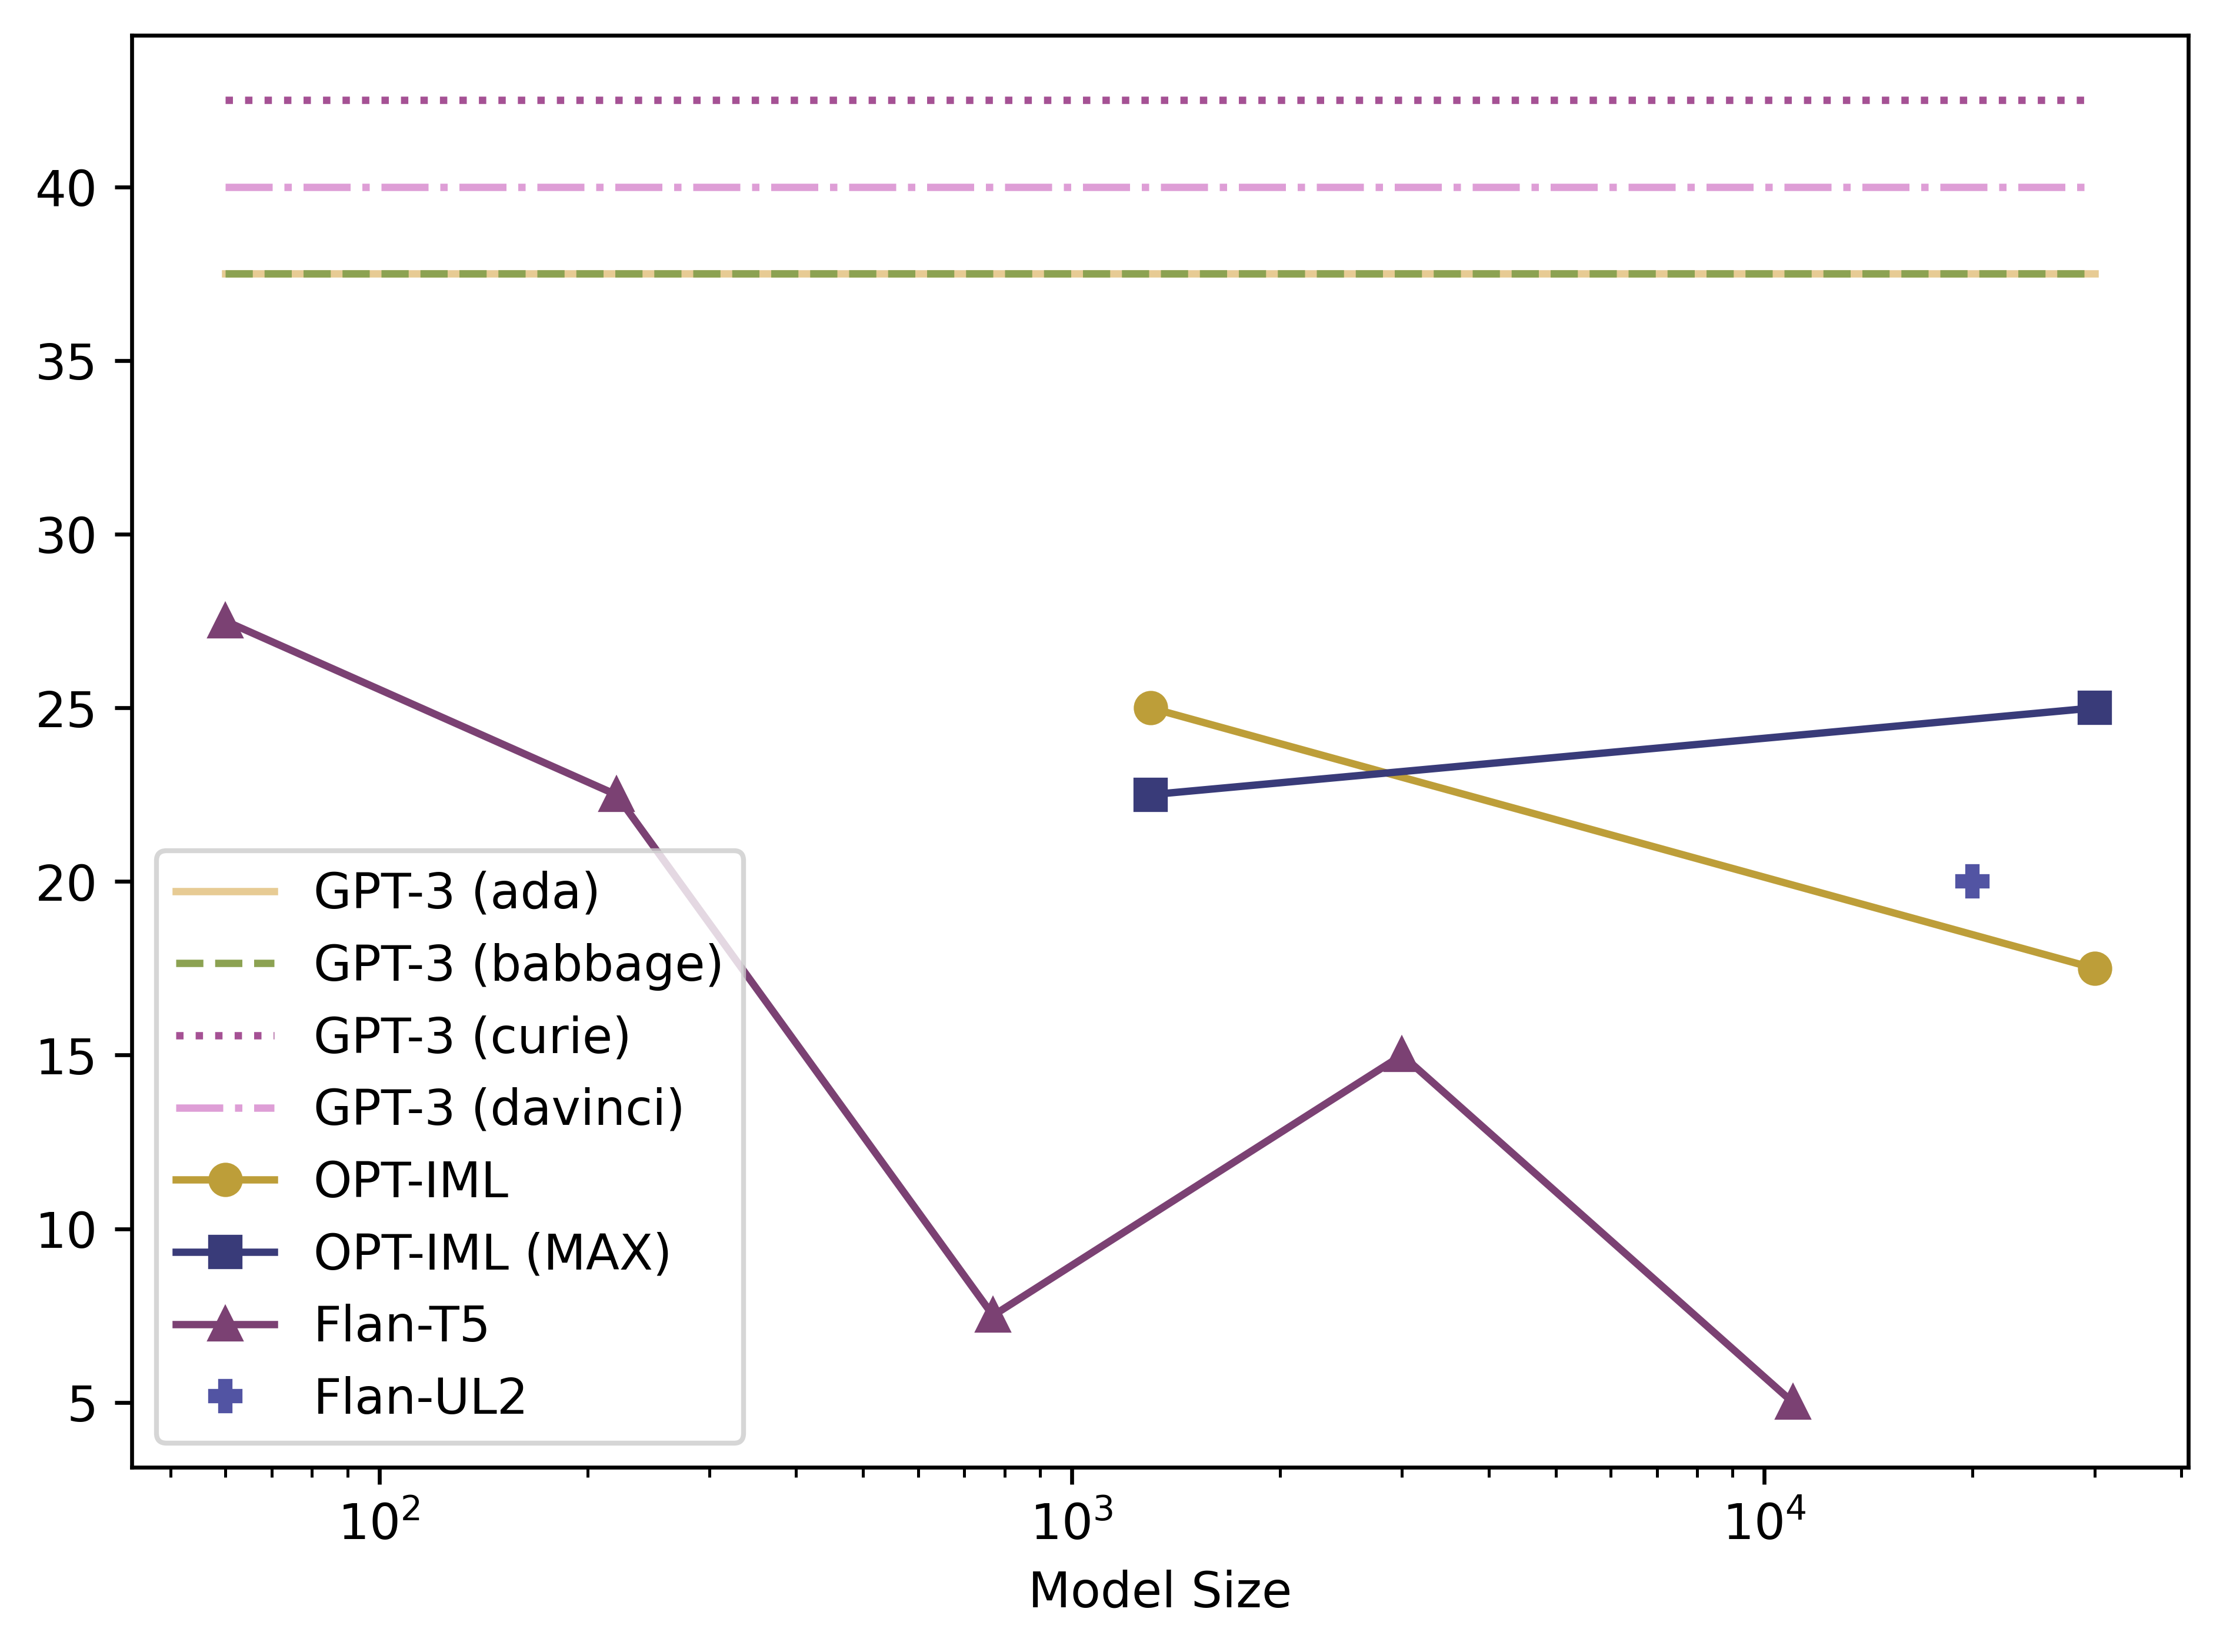 40
35
30
25
20
15
10
5
GPT-3 (ada)
GPT-3 (babbage)
GPT-3 (curie)
GPT-3 (davinci)
OPT-IML
OPT-IML (MAX)
Flan-T5
Flan-UL2
10² 10³ 10⁴
Model Size